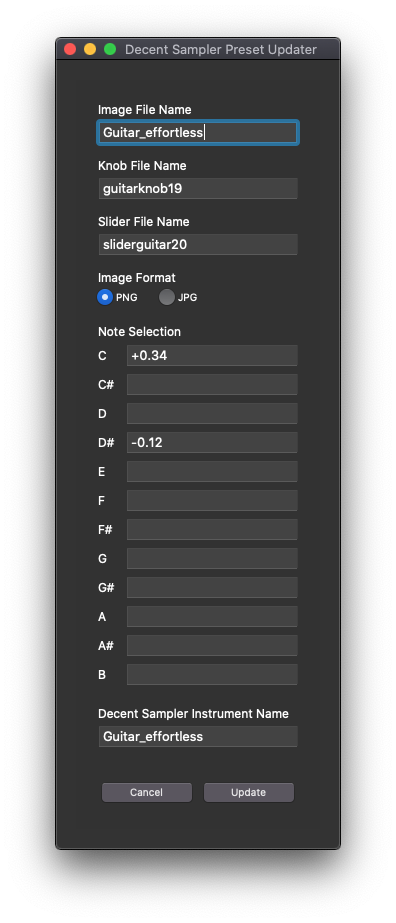 Decent Sampler Preset Updater
Image File Name
Guitar_effortless
Knob File Name
guitarknob19
Slider File Name
sliderguitar20
Image Format
PNG JPG
Note Selection
C +0.34
C#
D
D# -0.12
E
F
F#
G
G#
A
A#
B
Decent Sampler Instrument Name
Guitar_effortless
Cancel Update